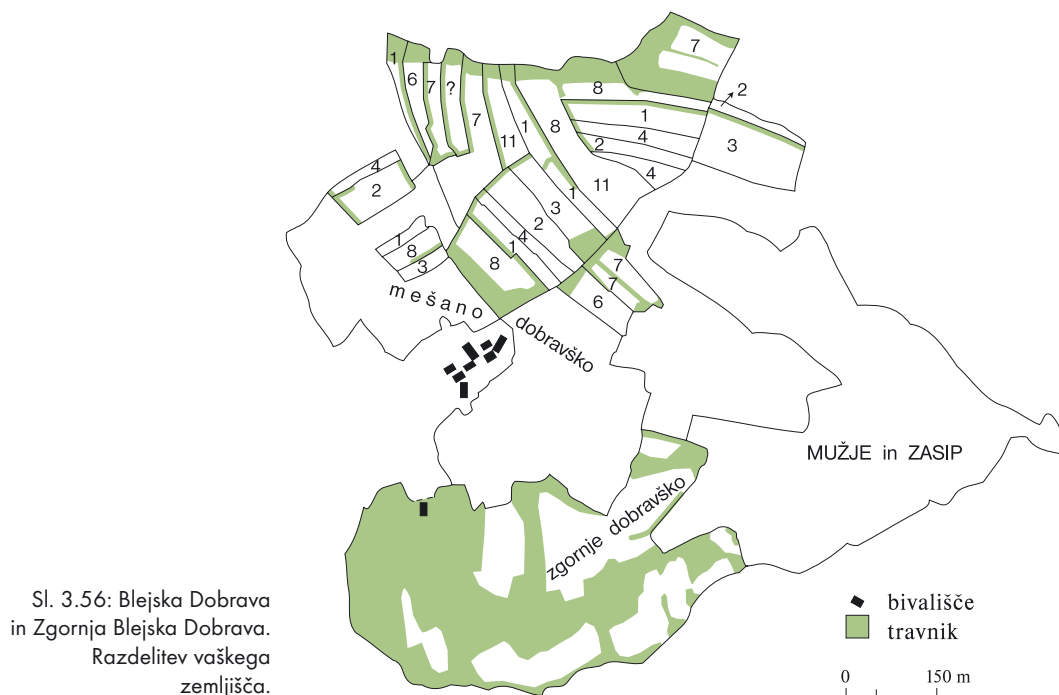 7
2
1
6
7
?
7
11
1
8
8
1
4
2
4
11
3
4
2
1
8
3
1
3
2
4
1
8
7
7
6
mešano
dobravško
MUŽJE in ZASIP
zgornje dobravško
Sl. 3.56: Blejska Dobrava
in Zgornja Blejska Dobrava.
Razdelitev vaškega
zemljišča.
bivališče
travnik
0 150 m